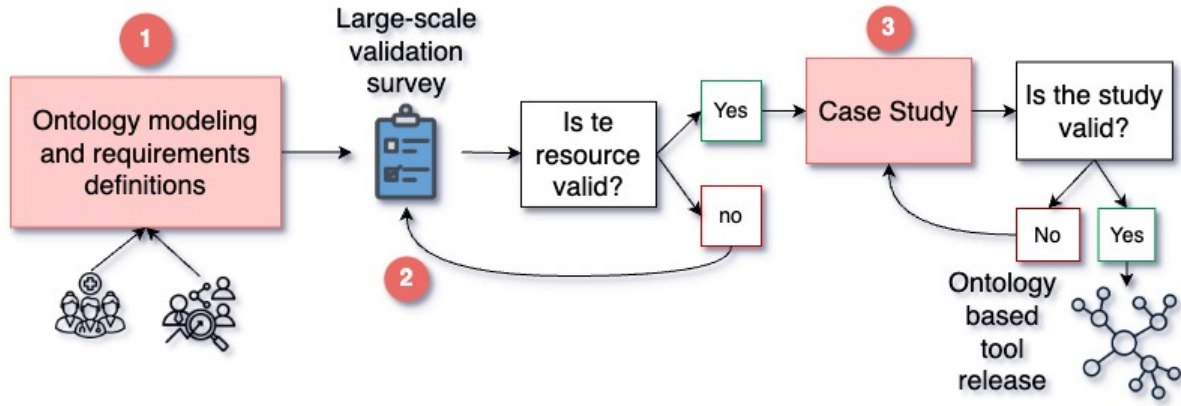 1
Ontology modeling
and requirements
definitions
Large-scale
validation
survey
2
Is te
resource
valid?
Yes
no
3
Case Study
Is the study
valid?
No
Yes
Ontology
based
tool
release